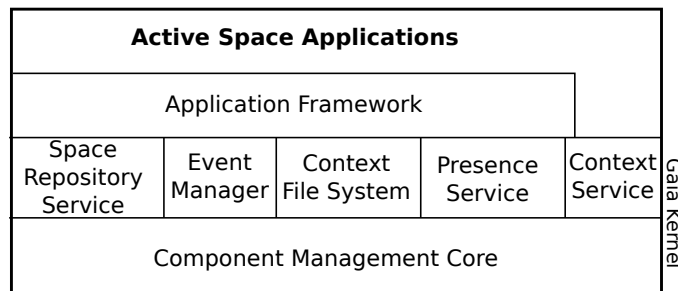 Active Space Applications
Application Framework
Space
Repository
Service
Event
Manager
Context
File System
Presence
Service
Context
Service
Gaia Kernel
Component Management Core